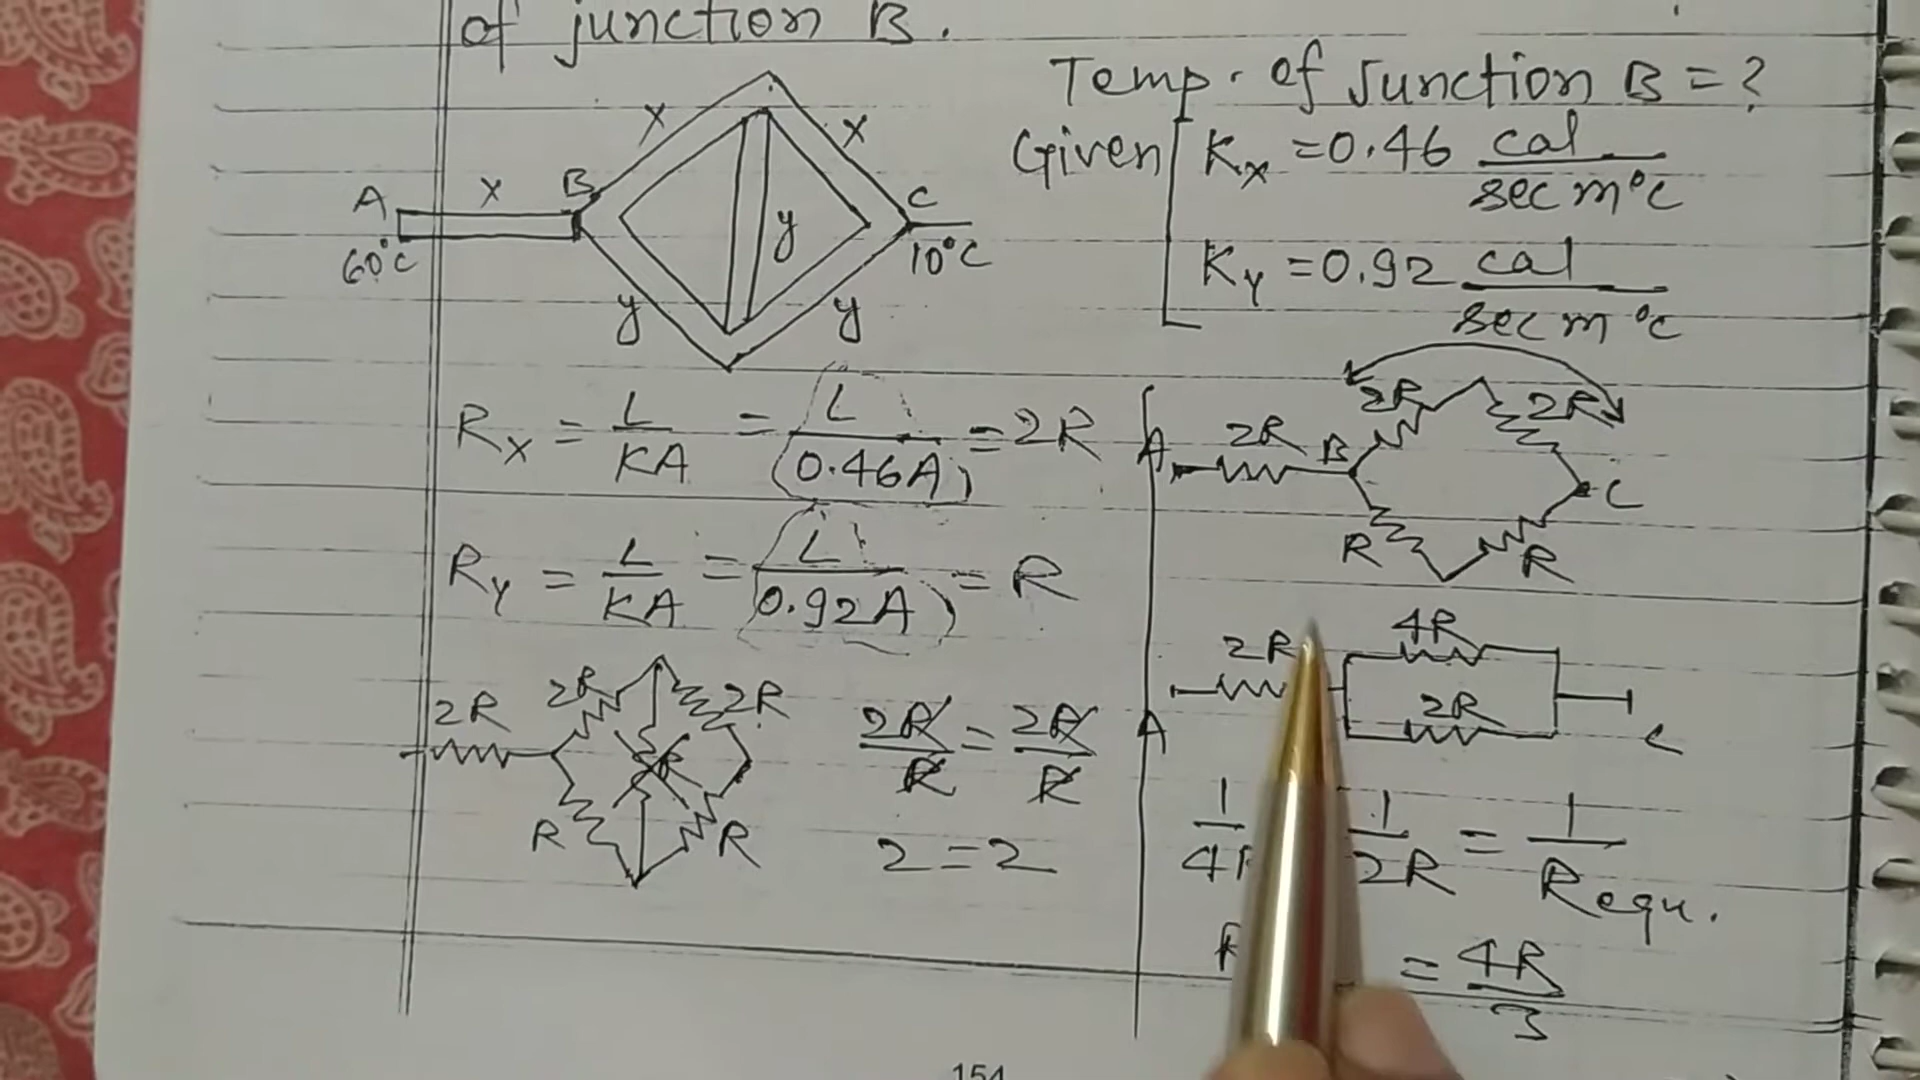 of junction B.
Temp. of Junction B = ?
Given Kx = 0.46 cal / sec m°C
Ky = 0.92 cal / sec m °C
A 60°C x B x x C 10°C
y y y
Rx = L/KA = L/0.46A = 2R
Ry = L/KA = L/0.92A = R
2R 2R 2R R R
2R/R = 2R/R
2 = 2
A 2R B 2R 2R C
R R
A 2R 4R 2R C
1/4R 1/2R = 1/Requ.
= 4R/3
154